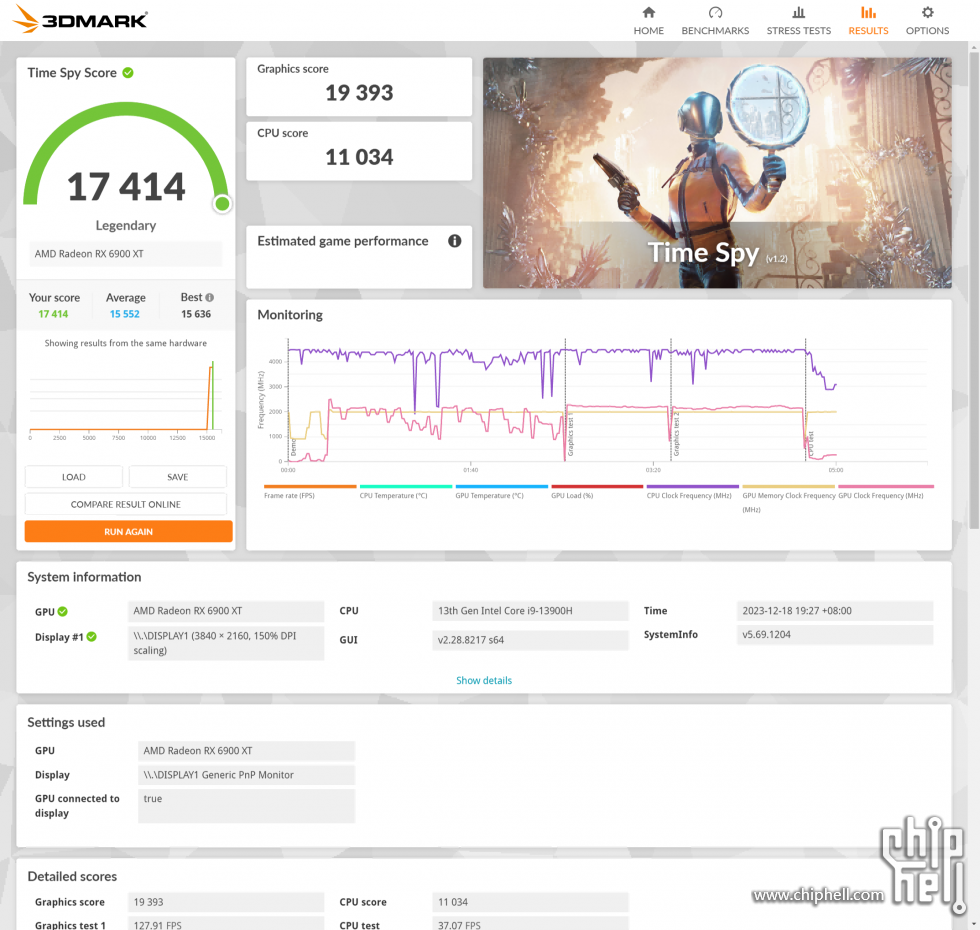 3DMARK
HOME
BENCHMARKS
STRESS TESTS
RESULTS
OPTIONS
Time Spy Score
17 414
Legendary
AMD Radeon RX 6900 XT
Your score
Average
Best
17 414
15 552
15 636
Showing results from the same hardware
0 2500 5000 7500 10000 12500 15000
LOAD
SAVE
COMPARE RESULT ONLINE
RUN AGAIN
Graphics score
19 393
CPU score
11 034
Estimated game performance
Time Spy (v1.2)
Monitoring
Frequency (MHz)
4000
3000
2000
1000
0
Demo
Graphics test 1
Graphics test 2
CPU test
00:00 01:40 03:20 05:00
Frame rate (FPS)
CPU Temperature (°C)
GPU Temperature (°C)
GPU Load (%)
CPU Clock Frequency (MHz)
GPU Memory Clock Frequency
(MHz)
GPU Clock Frequency (MHz)
System information
GPU
AMD Radeon RX 6900 XT
Display #1
\\.\DISPLAY1 (3840 × 2160, 150% DPI
scaling)
CPU
13th Gen Intel Core i9-13900H
GUI
v2.28.8217 s64
Time
2023-12-18 19:27 +08:00
SystemInfo
v5.69.1204
Show details
Settings used
GPU
AMD Radeon RX 6900 XT
Display
\\.\DISPLAY1 Generic PnP Monitor
GPU connected to
display
true
Detailed scores
Graphics score
19 393
CPU score
11 034
Graphics test 1
127.91 FPS
CPU test
37.07 FPS
www.chiphell.com
chip
hell